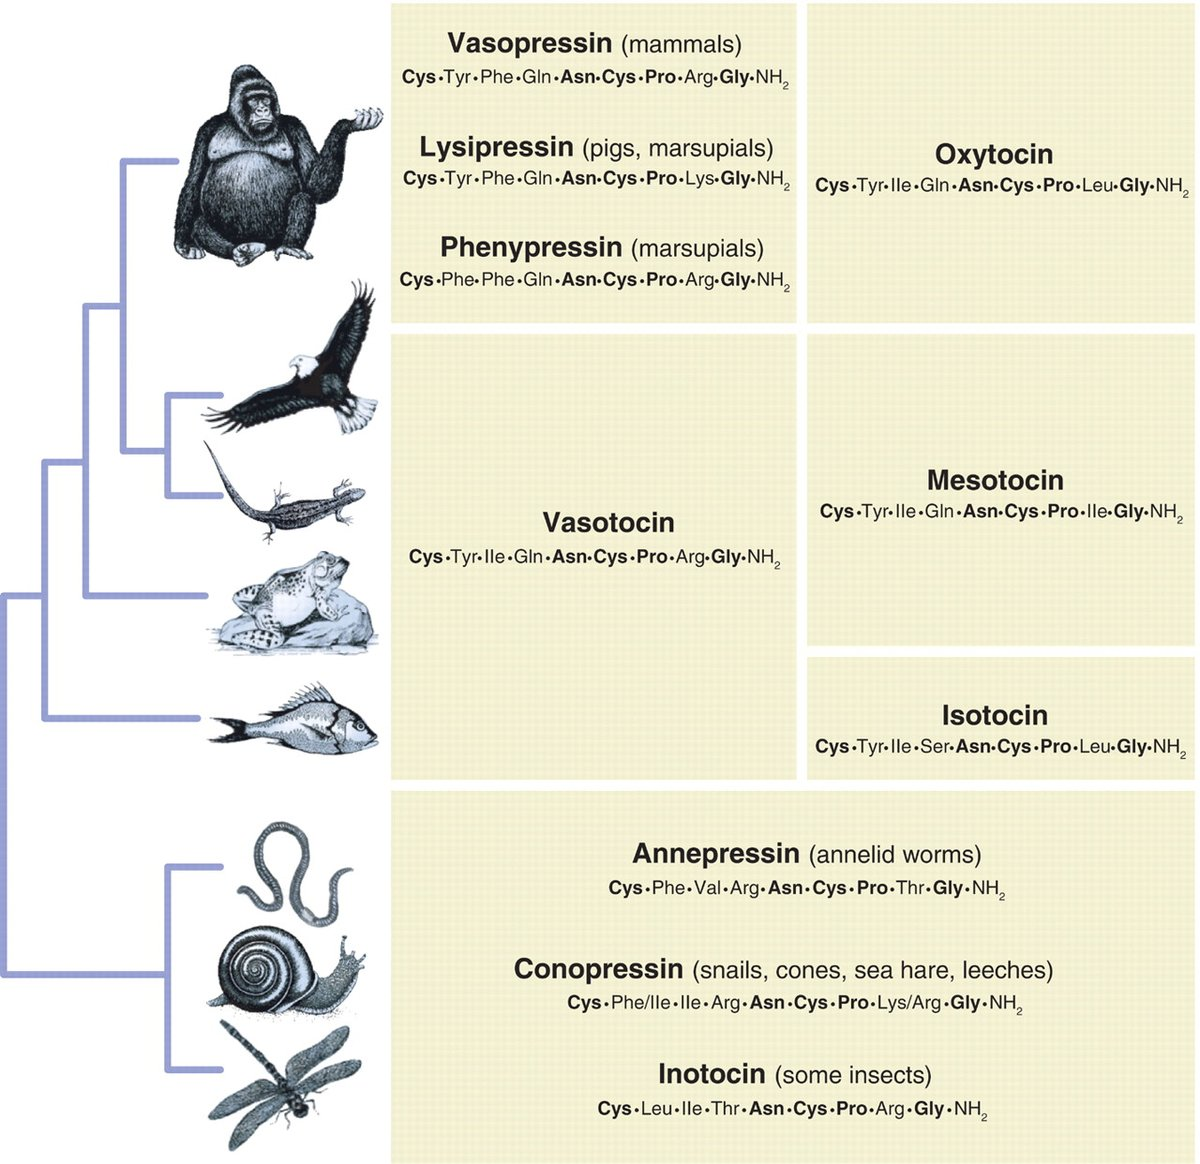 Vasopressin (mammals)
Cys•Tyr•Phe•Gln•Asn•Cys•Pro•Arg•Gly•NH2
Lysipressin (pigs, marsupials)
Cys•Tyr•Phe•Gln•Asn•Cys•Pro•Lys•Gly•NH2
Phenypressin (marsupials)
Cys•Phe•Phe•Gln•Asn•Cys•Pro•Arg•Gly•NH2
Oxytocin
Cys•Tyr•Ile•Gln•Asn•Cys•Pro•Leu•Gly•NH2
Vasotocin
Cys•Tyr•Ile•Gln•Asn•Cys•Pro•Arg•Gly•NH2
Mesotocin
Cys•Tyr•Ile•Gln•Asn•Cys•Pro•Ile•Gly•NH2
Isotocin
Cys•Tyr•Ile•Ser•Asn•Cys•Pro•Leu•Gly•NH2
Annepressin (annelid worms)
Cys•Phe•Val•Arg•Asn•Cys•Pro•Thr•Gly•NH2
Conopressin (snails, cones, sea hare, leeches)
Cys•Phe/Ile•Ile•Arg•Asn•Cys•Pro•Lys/Arg•Gly•NH2
Inotocin (some insects)
Cys•Leu•Ile•Thr•Asn•Cys•Pro•Arg•Gly•NH2